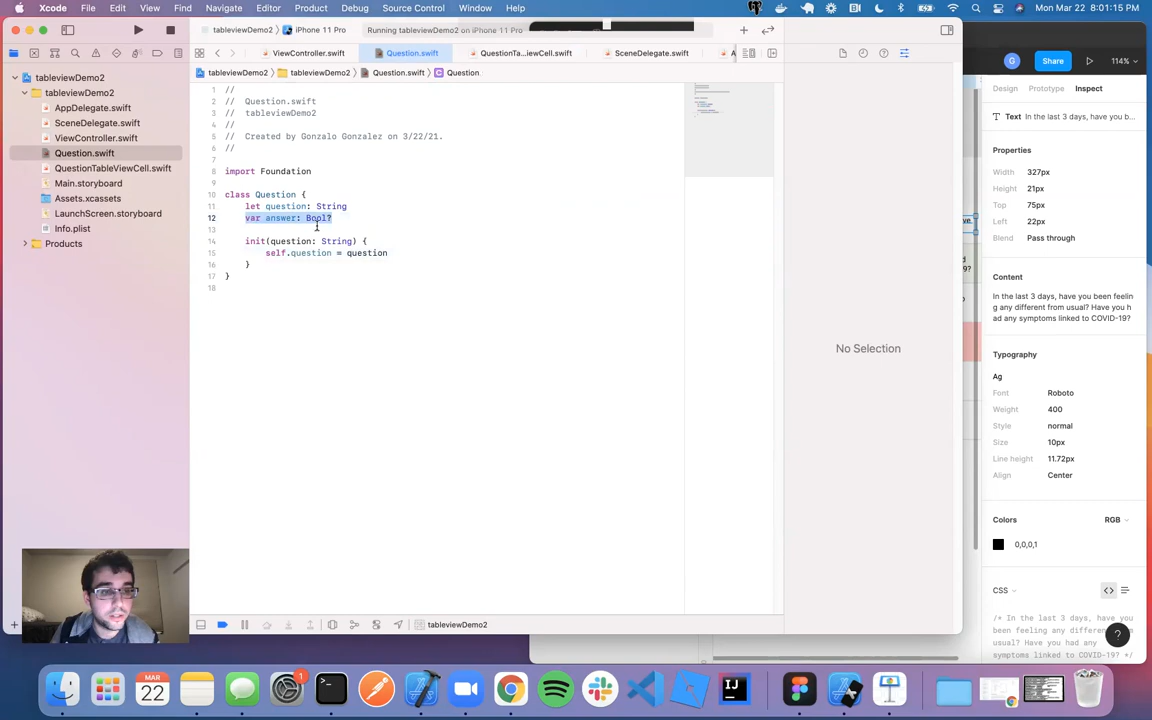 Xcode File Edit View Find Navigate Editor Product Debug Source Control Window Help
Mon Mar 22 8:01:15 PM
tableviewDemo2 iPhone 11 Pro
Running tableviewDemo2 on iPhone 11 Pro
G Share 114%
ViewController.swift Question.swift QuestionTa...iewCell.swift SceneDelegate.swift A
tableviewDemo2 tableviewDemo2 Question.swift Question
tableviewDemo2
tableviewDemo2
AppDelegate.swift
SceneDelegate.swift
ViewController.swift
Question.swift
QuestionTableViewCell.swift
Main.storyboard
Assets.xcassets
LaunchScreen.storyboard
Info.plist
Products
1 //
2 // Question.swift
3 // tableviewDemo2
4 //
5 // Created by Gonzalo Gonzalez on 3/22/21.
6 //
7
8 import Foundation
9
10 class Question {
11 let question: String
12 var answer: Bool?
13
14 init(question: String) {
15 self.question = question
16 }
17 }
18
No Selection
tableviewDemo2
Design Prototype Inspect
Text In the last 3 days, have you b...
Properties
Width 327px
Height 21px
Top 75px
Left 22px
Blend Pass through
Content
In the last 3 days, have you been feelin
g any different from usual? Have you h
ad any symptoms linked to COVID-19?
Typography
Ag
Font Roboto
Weight 400
Style normal
Size 10px
Line height 11.72px
Align Center
Colors RGB
0,0,0,1
CSS
/* In the last 3 days, have you
been feeling any different from
usual? Have you had any
symptoms linked to COVID-19? */
?
MAR
22
1
IJ